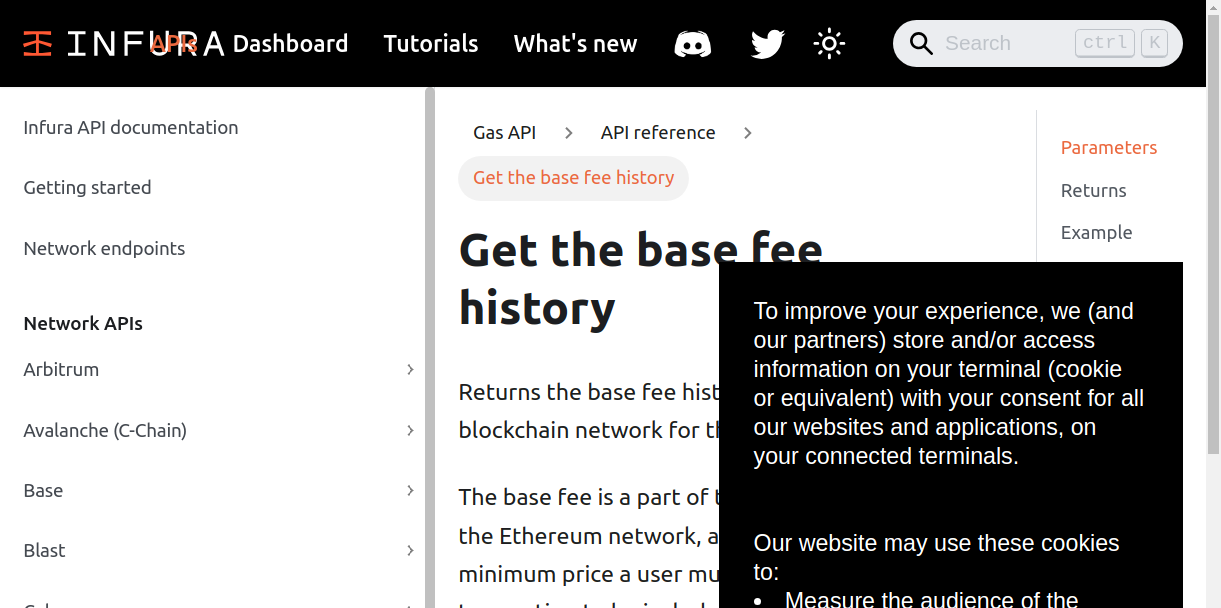 INFURA APIs Dashboard Tutorials What's new Search ctrl K
Infura API documentation
Getting started
Network endpoints
Network APIs
Arbitrum
Avalanche (C-Chain)
Base
Blast
Gas API
API reference
Get the base fee history
Get the base fee
history
Returns the base fee hist
blockchain network for th
The base fee is a part of t
the Ethereum network, a
minimum price a user mu
Parameters
Returns
Example
To improve your experience, we (and
our partners) store and/or access
information on your terminal (cookie
or equivalent) with your consent for all
our websites and applications, on
your connected terminals.
Our website may use these cookies
to:
• Measure the audience of the